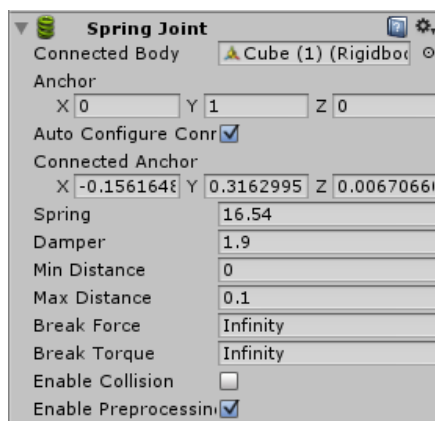 Spring Joint
Connected Body Cube (1) (Rigidboc
Anchor
X 0 Y 1 Z 0
Auto Configure Conr
Connected Anchor
X -0.1561648 Y 0.3162995 Z 0.0067066
Spring 16.54
Damper 1.9
Min Distance 0
Max Distance 0.1
Break Force Infinity
Break Torque Infinity
Enable Collision
Enable Preprocessin